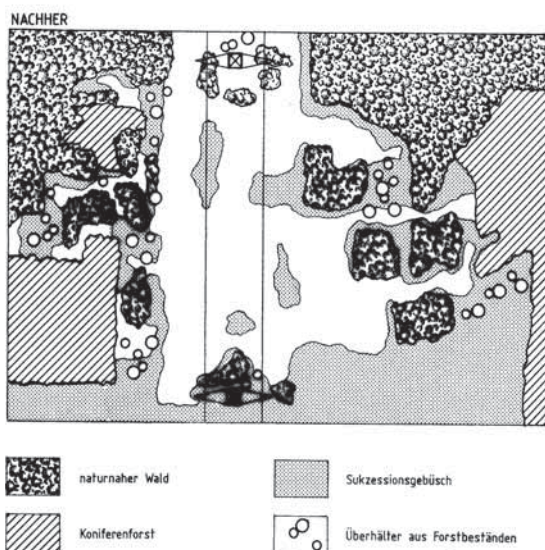 NACHHER
naturnaher Wald
Sukzessionsgebüsch
Koniferenforst
Überhälter aus Forstbeständen